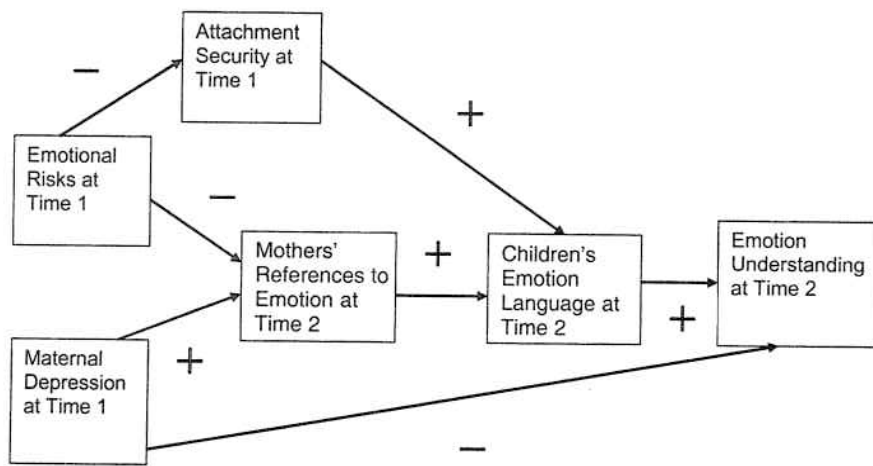 Attachment
Security at
Time 1
−
+
Emotional
Risks at
Time 1
−
Mothers'
References to
Emotion at
Time 2
+
Children's
Emotion
Language at
Time 2
+
Emotion
Understanding
at Time 2
Maternal
Depression
at Time 1
+
−